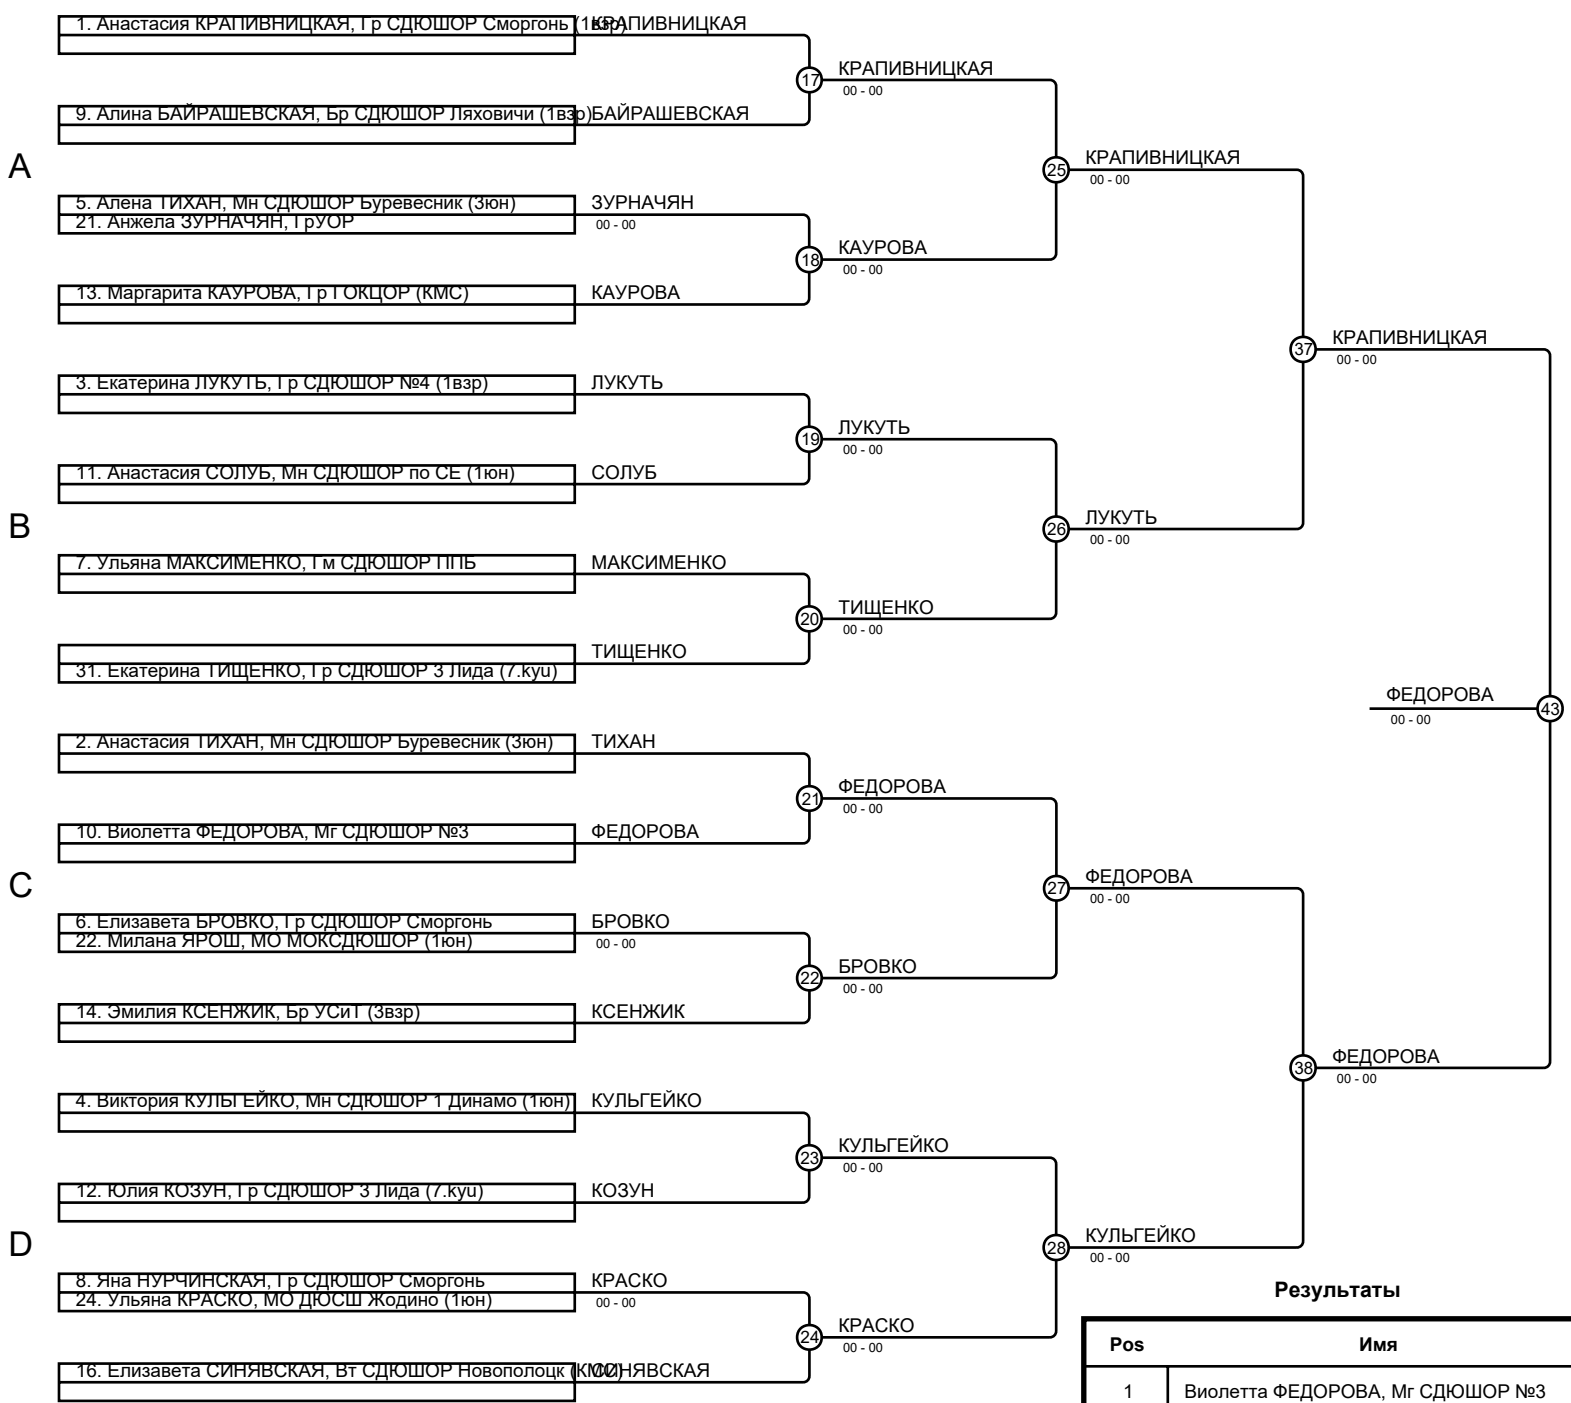 1. Анастасия КРАПИВНИЦКАЯ, Гр СДЮШОР Сморгонь (1взр)
КРАПИВНИЦКАЯ
17
КРАПИВНИЦКАЯ
00 - 00
9. Алина БАЙРАШЕВСКАЯ, Бр СДЮШОР Ляховичи (1взр)
БАЙРАШЕВСКАЯ
A
25
КРАПИВНИЦКАЯ
00 - 00
5. Алена ТИХАН, Мн СДЮШОР Буревесник (3юн)
21. Анжела ЗУРНАЧЯН, ГрУОР
ЗУРНАЧЯН
00 - 00
18
КАУРОВА
00 - 00
13. Маргарита КАУРОВА, Гр ГОКЦОР (КМС)
КАУРОВА
37
КРАПИВНИЦКАЯ
00 - 00
3. Екатерина ЛУКУТЬ, Гр СДЮШОР №4 (1взр)
ЛУКУТЬ
19
ЛУКУТЬ
00 - 00
11. Анастасия СОЛУБ, Мн СДЮШОР по СЕ (1юн)
СОЛУБ
B
26
ЛУКУТЬ
00 - 00
7. Ульяна МАКСИМЕНКО, Гм СДЮШОР ППБ
МАКСИМЕНКО
20
ТИЩЕНКО
00 - 00
31. Екатерина ТИЩЕНКО, Гр СДЮШОР 3 Лида (7.kyu)
ТИЩЕНКО
ФЕДОРОВА
00 - 00
43
2. Анастасия ТИХАН, Мн СДЮШОР Буревесник (3юн)
ТИХАН
21
ФЕДОРОВА
00 - 00
10. Виолетта ФЕДОРОВА, Мг СДЮШОР №3
ФЕДОРОВА
C
27
ФЕДОРОВА
00 - 00
6. Елизавета БРОВКО, Гр СДЮШОР Сморгонь
22. Милана ЯРОШ, МО МОКСДЮШОР (1юн)
БРОВКО
00 - 00
22
БРОВКО
00 - 00
14. Эмилия КСЕНЖИК, Бр УСиТ (3взр)
КСЕНЖИК
38
ФЕДОРОВА
00 - 00
4. Виктория КУЛЬГЕЙКО, Мн СДЮШОР 1 Динамо (1юн)
КУЛЬГЕЙКО
23
КУЛЬГЕЙКО
00 - 00
12. Юлия КОЗУН, Гр СДЮШОР 3 Лида (7.kyu)
КОЗУН
D
28
КУЛЬГЕЙКО
00 - 00
8. Яна НУРЧИНСКАЯ, Гр СДЮШОР Сморгонь
24. Ульяна КРАСКО, МО ДЮСШ Жодино (1юн)
КРАСКО
00 - 00
24
КРАСКО
00 - 00
16. Елизавета СИНЯВСКАЯ, Вт СДЮШОР Новополоцк (КМС)
СИНЯВСКАЯ
Результаты
Pos Имя
1 Виолетта ФЕДОРОВА, Мг СДЮШОР №3